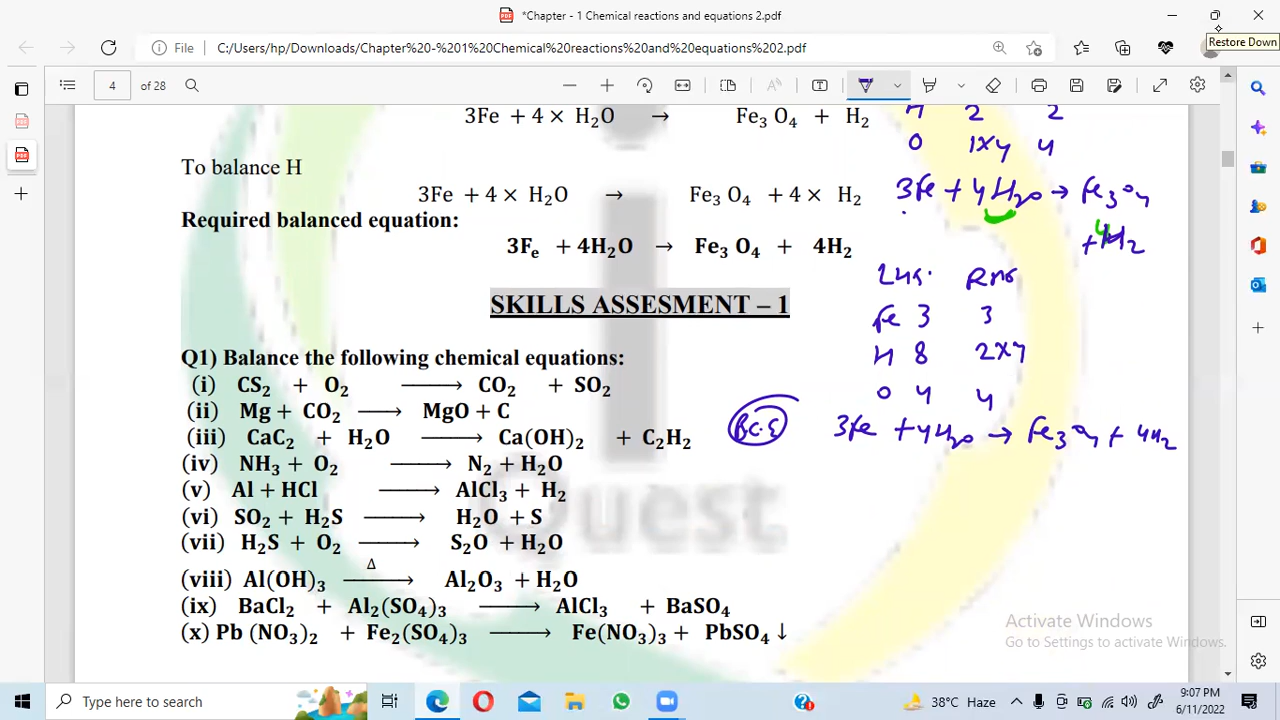 *Chapter - 1 Chemical reactions and equations 2.pdf
Restore Down
File C:/Users/hp/Downloads/Chapter%20-%201%20Chemical%20reactions%20and%20equations%202.pdf
4 of 28
3Fe + 4 × H₂O → Fe₃ O₄ + H₂
H 2 2
O 1×4 4
To balance H
3Fe + 4 × H₂O → Fe₃ O₄ + 4 × H₂
3Fe + 4H₂O → Fe₃O₄
+ 4H₂
Required balanced equation:
3Fₑ + 4H₂O → Fe₃ O₄ + 4H₂
LHS. RHS
SKILLS ASSESMENT – 1
Fe 3 3
H 8 2×4
O 4 4
Q1) Balance the following chemical equations:
(i) CS₂ + O₂ ⟶ CO₂ + SO₂
(ii) Mg + CO₂ ⟶ MgO + C
B.C.E 3Fe + 4H₂O → Fe₃O₄ + 4H₂
(iii) CaC₂ + H₂O ⟶ Ca(OH)₂ + C₂H₂
(iv) NH₃ + O₂ ⟶ N₂ + H₂O
(v) Al + HCl ⟶ AlCl₃ + H₂
(vi) SO₂ + H₂S ⟶ H₂O + S
(vii) H₂S + O₂ ⟶ S₂O + H₂O
Δ
(viii) Al(OH)₃ ⟶ Al₂O₃ + H₂O
(ix) BaCl₂ + Al₂(SO₄)₃ ⟶ AlCl₃ + BaSO₄
(x) Pb (NO₃)₂ + Fe₂(SO₄)₃ ⟶ Fe(NO₃)₃ + PbSO₄ ↓
Quest
Activate Windows
Go to Settings to activate Windows.
Type here to search
38°C Haze
9:07 PM
6/11/2022